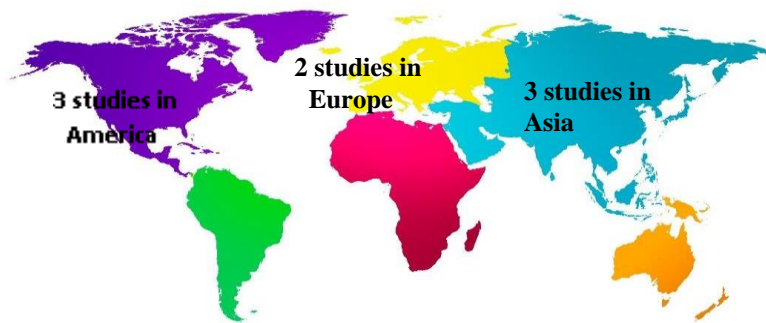 3 studies in
America
2 studies in
Europe
3 studies in
Asia